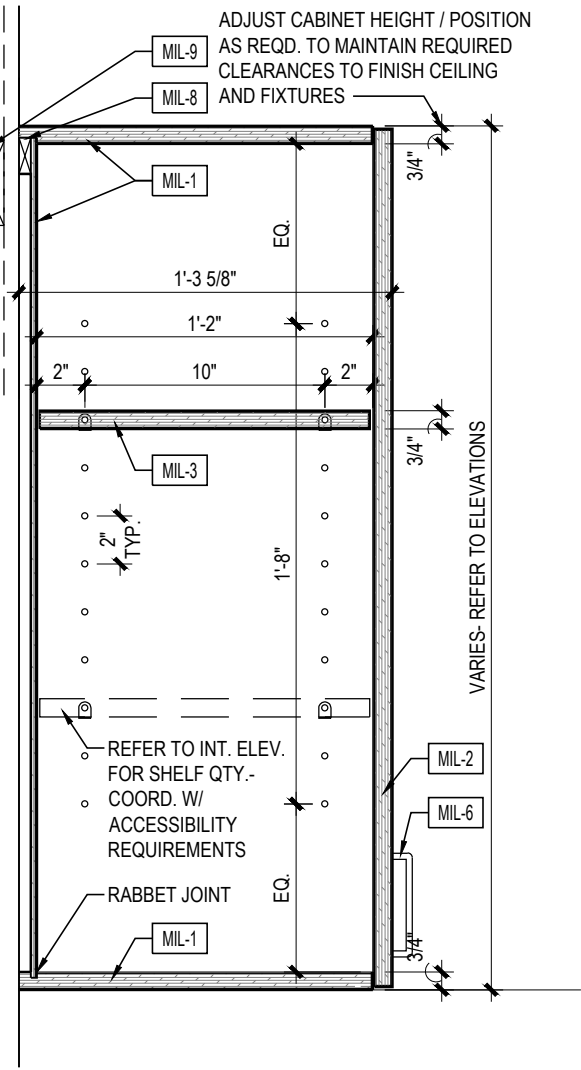 ADJUST CABINET HEIGHT / POSITION
AS REQD. TO MAINTAIN REQUIRED
CLEARANCES TO FINISH CEILING
AND FIXTURES
MIL-9
MIL-8
MIL-1
3/4"
EQ.
1'-3 5/8"
1'-2"
2"
10"
2"
3/4"
MIL-3
2"
TYP.
1'-8"
VARIES- REFER TO ELEVATIONS
REFER TO INT. ELEV.
FOR SHELF QTY.-
COORD. W/
ACCESSIBILITY
REQUIREMENTS
MIL-2
MIL-6
RABBET JOINT
EQ.
MIL-1
3/4"